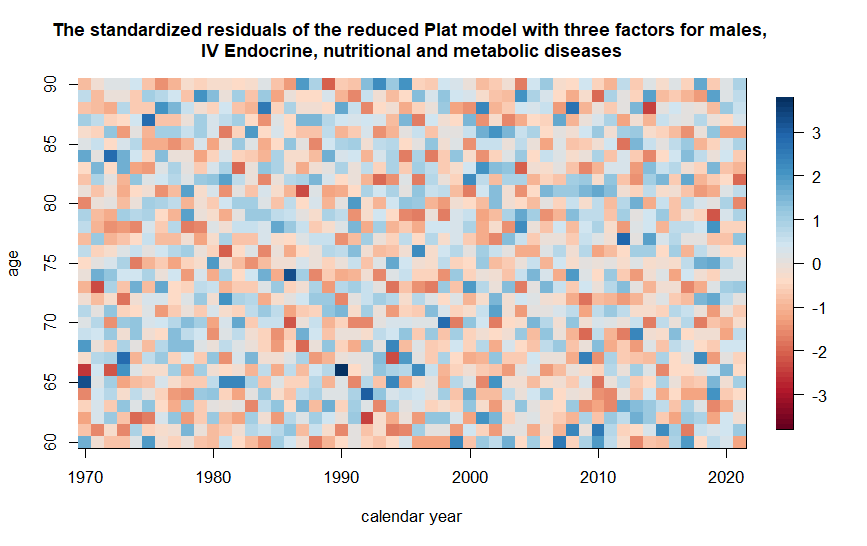 The standardized residuals of the reduced Plat model with three factors for males,
IV Endocrine, nutritional and metabolic diseases
90
85
80
75
70
65
60
age
1970 1980 1990 2000 2010 2020
calendar year
3
2
1
0
-1
-2
-3